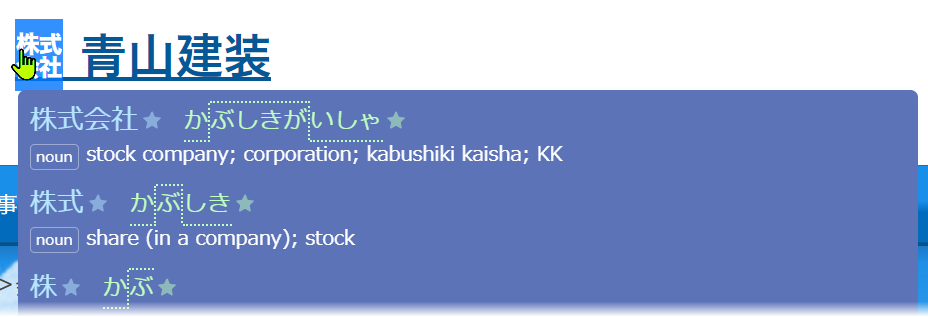 株式会社 青山建装
株式会社★ かぶしきがいしゃ★
noun stock company; corporation; kabushiki kaisha; KK
株式★ かぶしき★
事
noun share (in a company); stock
>
株★ かぶ★